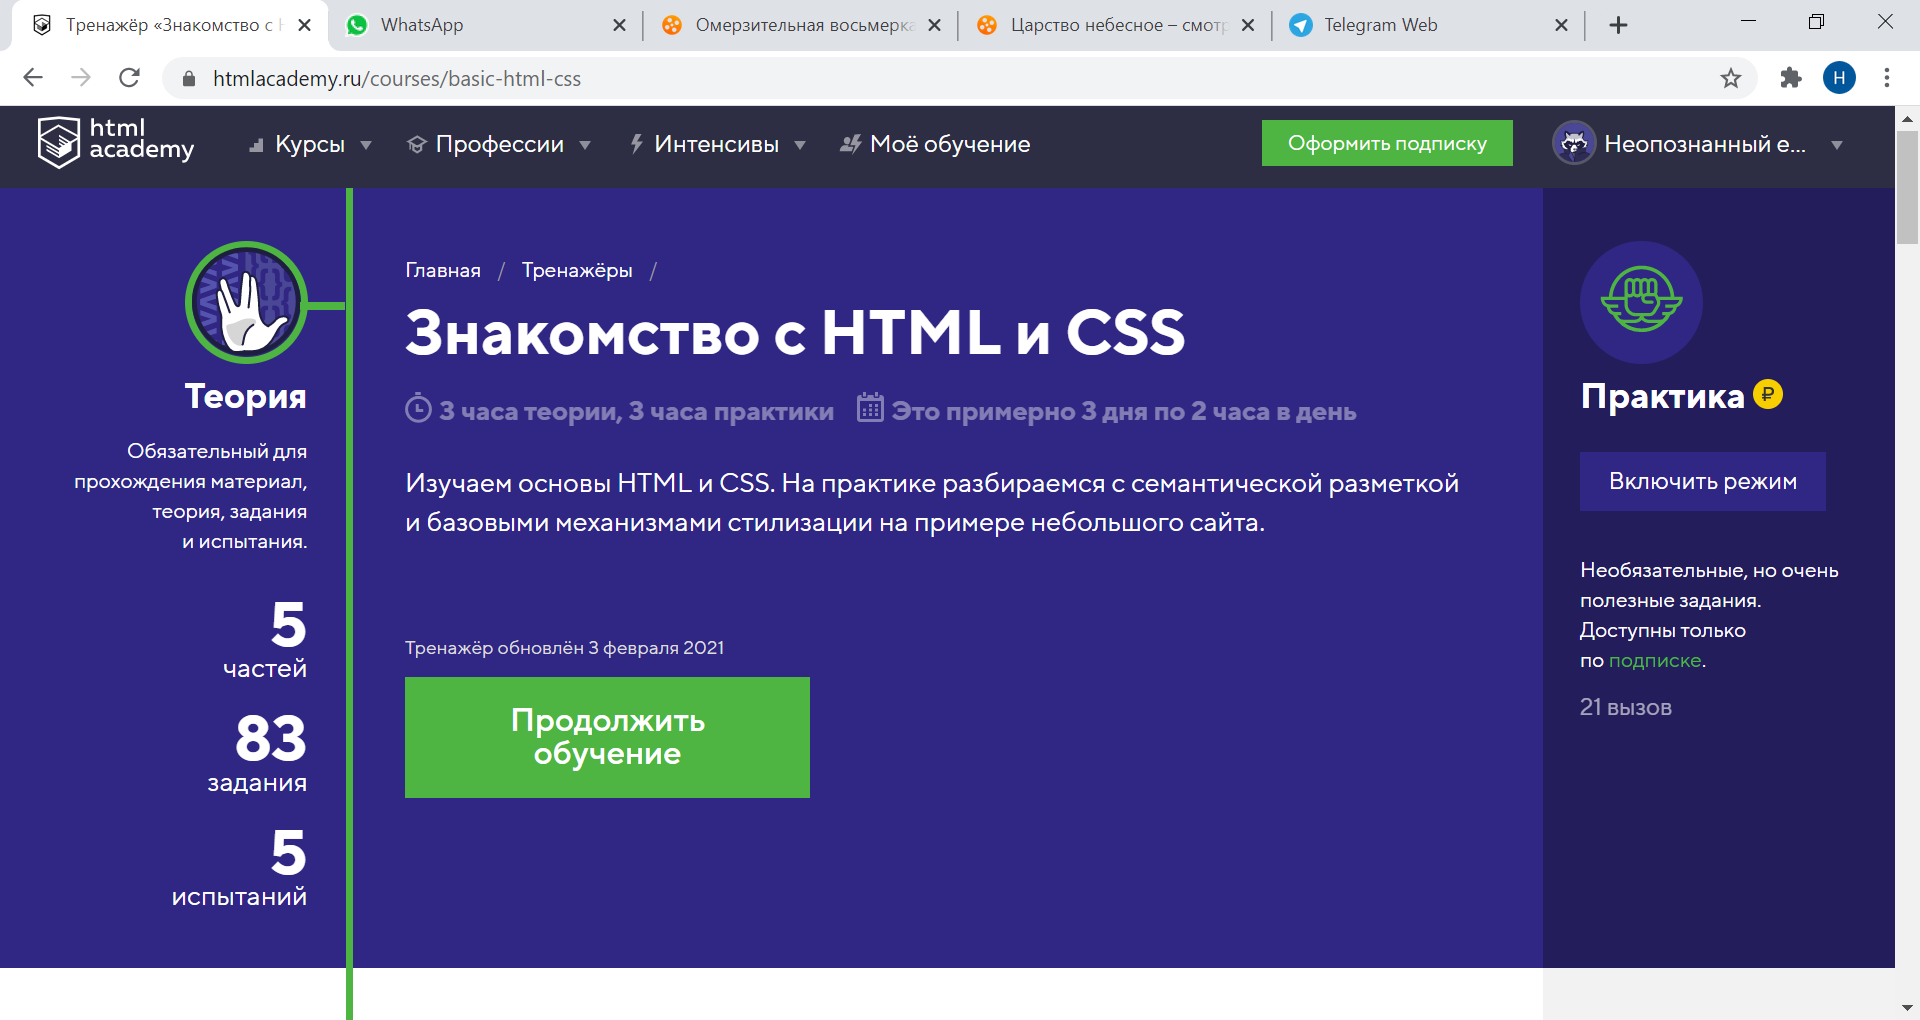 Тренажёр «Знакомство с
WhatsApp
Омерзительная восьмерка
Царство небесное – смотр
Telegram Web
htmlacademy.ru/courses/basic-html-css
H
html
academy
Курсы
Профессии
Интенсивы
Моё обучение
Оформить подписку
Неопознанный е...
Теория
Обязательный для
прохождения материал,
теория, задания
и испытания.
5
частей
83
задания
5
испытаний
Главная / Тренажёры /
Знакомство с HTML и CSS
3 часа теории, 3 часа практики
Это примерно 3 дня по 2 часа в день
Изучаем основы HTML и CSS. На практике разбираемся с семантической разметкой
и базовыми механизмами стилизации на примере небольшого сайта.
Тренажёр обновлён 3 февраля 2021
Продолжить
обучение
Практика ₽
Включить режим
Необязательные, но очень
полезные задания.
Доступны только
по подписке.
21 вызов